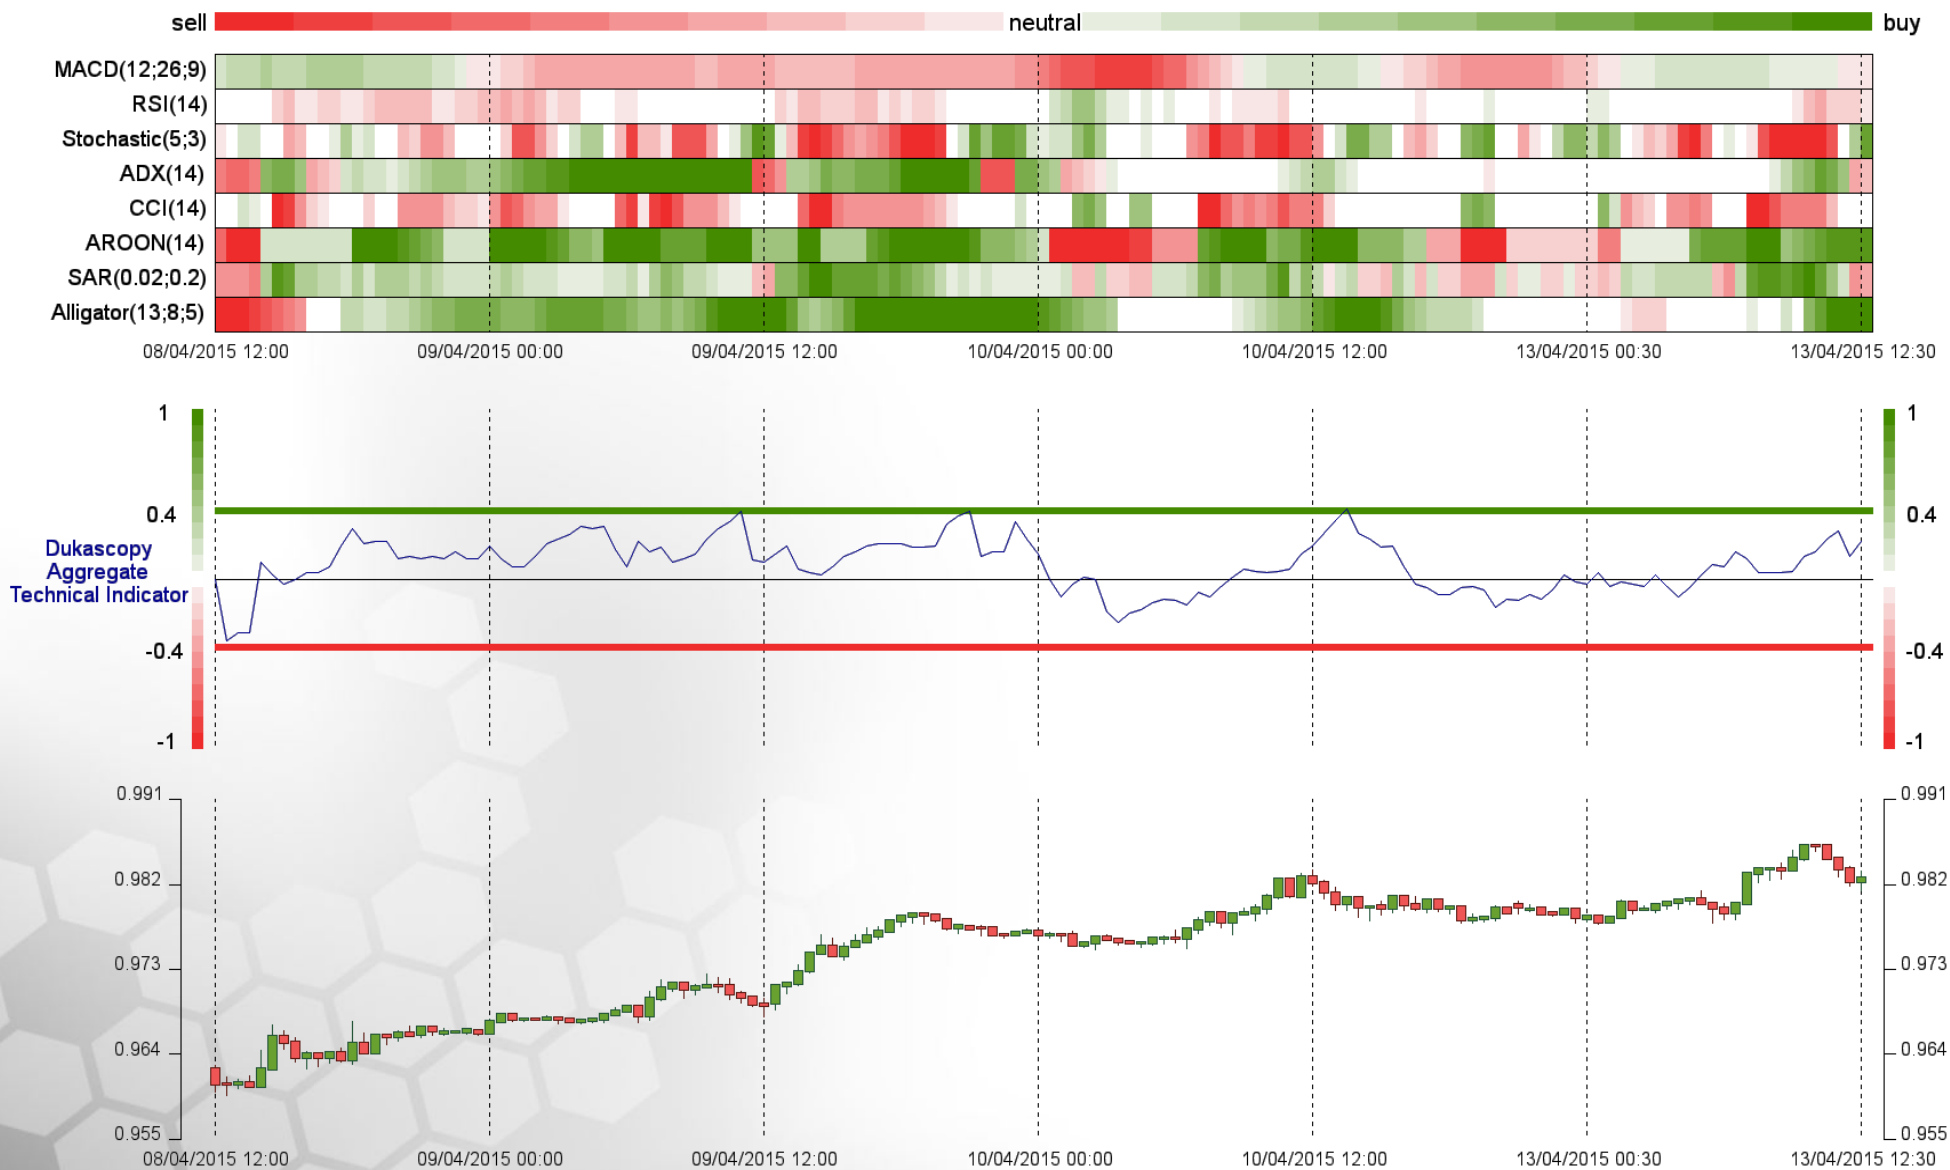 sell neutral buy
MACD(12;26;9)
RSI(14)
Stochastic(5;3)
ADX(14)
CCI(14)
AROON(14)
SAR(0.02;0.2)
Alligator(13;8;5)
08/04/2015 12:00 09/04/2015 00:00 09/04/2015 12:00 10/04/2015 00:00 10/04/2015 12:00 13/04/2015 00:30 13/04/2015 12:30
1 1
0.4 0.4
Dukascopy
Aggregate
Technical Indicator
-0.4 -0.4
-1 -1
0.991 0.991
0.982 0.982
0.973 0.973
0.964 0.964
0.955 0.955
08/04/2015 12:00 09/04/2015 00:00 09/04/2015 12:00 10/04/2015 00:00 10/04/2015 12:00 13/04/2015 00:30 13/04/2015 12:30